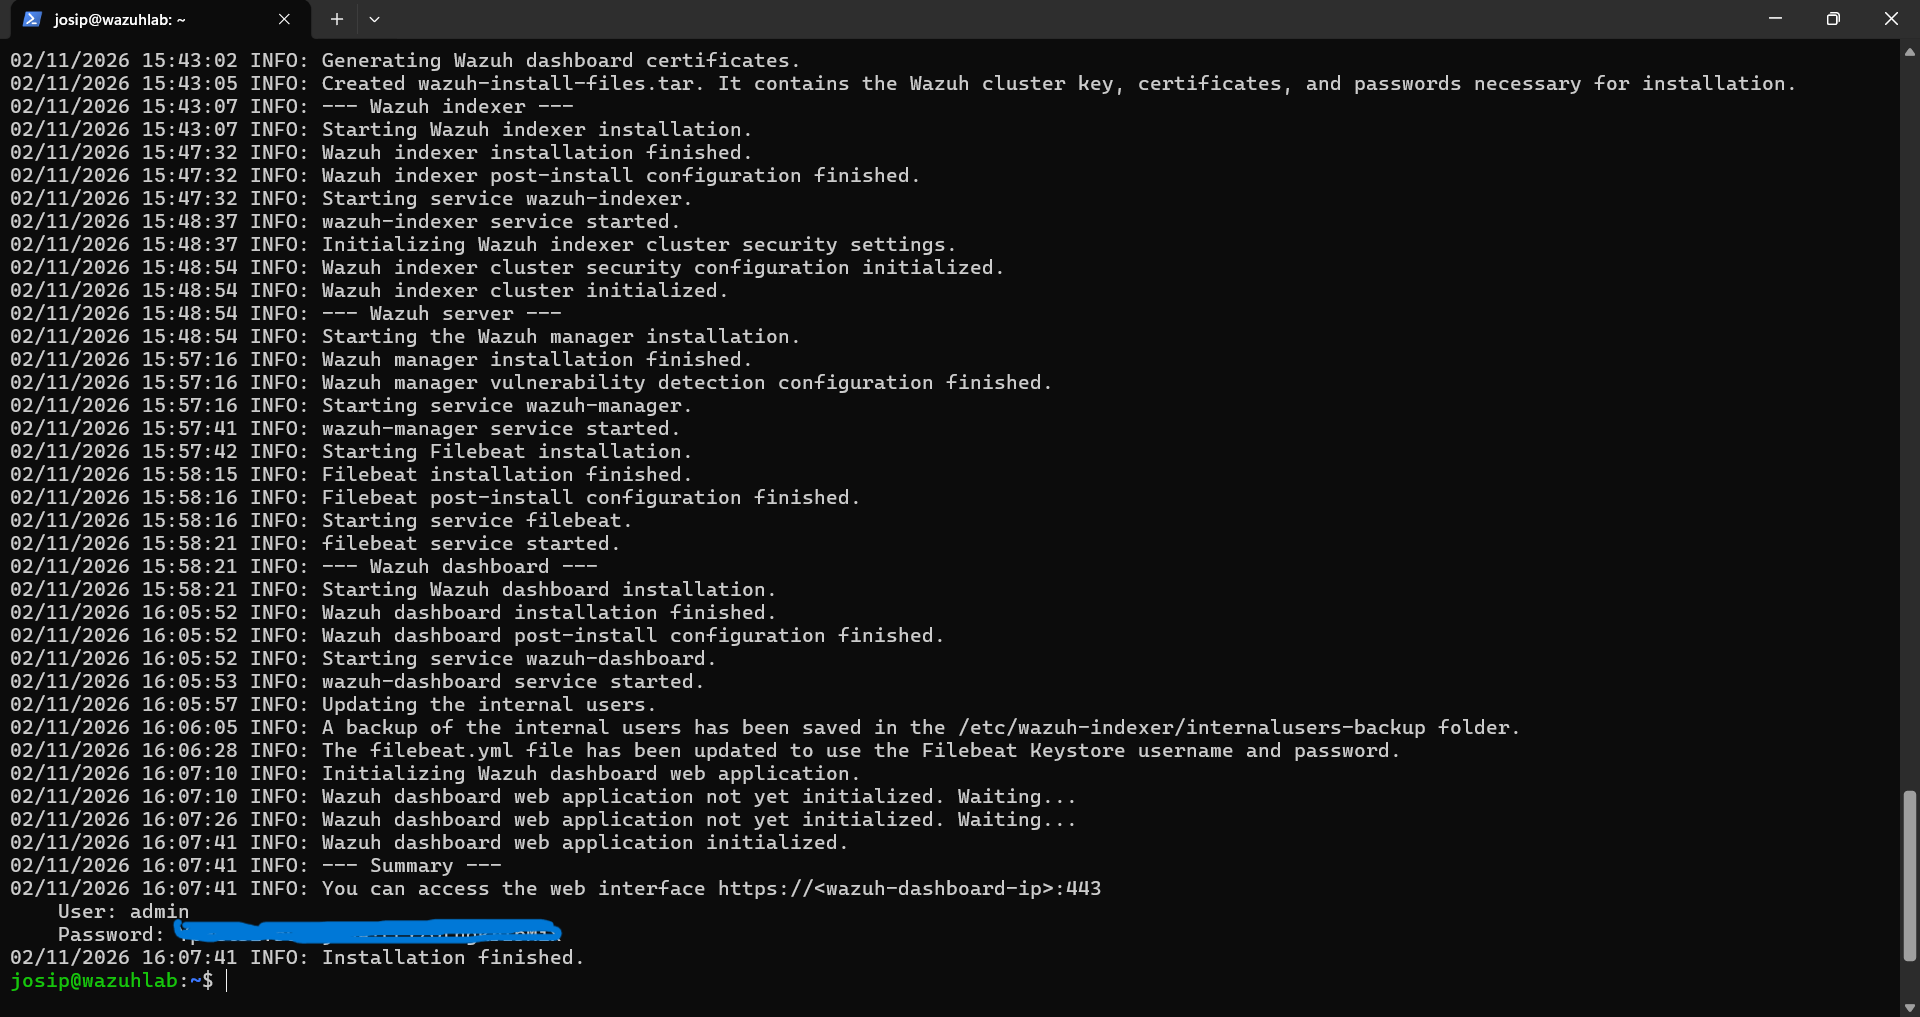 josip@wazuhlab: ~
02/11/2026 15:43:02 INFO: Generating Wazuh dashboard certificates.
02/11/2026 15:43:05 INFO: Created wazuh-install-files.tar. It contains the Wazuh cluster key, certificates, and passwords necessary for installation.
02/11/2026 15:43:07 INFO: --- Wazuh indexer ---
02/11/2026 15:43:07 INFO: Starting Wazuh indexer installation.
02/11/2026 15:47:32 INFO: Wazuh indexer installation finished.
02/11/2026 15:47:32 INFO: Wazuh indexer post-install configuration finished.
02/11/2026 15:47:32 INFO: Starting service wazuh-indexer.
02/11/2026 15:48:37 INFO: wazuh-indexer service started.
02/11/2026 15:48:37 INFO: Initializing Wazuh indexer cluster security settings.
02/11/2026 15:48:54 INFO: Wazuh indexer cluster security configuration initialized.
02/11/2026 15:48:54 INFO: Wazuh indexer cluster initialized.
02/11/2026 15:48:54 INFO: --- Wazuh server ---
02/11/2026 15:48:54 INFO: Starting the Wazuh manager installation.
02/11/2026 15:57:16 INFO: Wazuh manager installation finished.
02/11/2026 15:57:16 INFO: Wazuh manager vulnerability detection configuration finished.
02/11/2026 15:57:16 INFO: Starting service wazuh-manager.
02/11/2026 15:57:41 INFO: wazuh-manager service started.
02/11/2026 15:57:42 INFO: Starting Filebeat installation.
02/11/2026 15:58:15 INFO: Filebeat installation finished.
02/11/2026 15:58:16 INFO: Filebeat post-install configuration finished.
02/11/2026 15:58:16 INFO: Starting service filebeat.
02/11/2026 15:58:21 INFO: filebeat service started.
02/11/2026 15:58:21 INFO: --- Wazuh dashboard ---
02/11/2026 15:58:21 INFO: Starting Wazuh dashboard installation.
02/11/2026 16:05:52 INFO: Wazuh dashboard installation finished.
02/11/2026 16:05:52 INFO: Wazuh dashboard post-install configuration finished.
02/11/2026 16:05:52 INFO: Starting service wazuh-dashboard.
02/11/2026 16:05:53 INFO: wazuh-dashboard service started.
02/11/2026 16:05:57 INFO: Updating the internal users.
02/11/2026 16:06:05 INFO: A backup of the internal users has been saved in the /etc/wazuh-indexer/internalusers-backup folder.
02/11/2026 16:06:28 INFO: The filebeat.yml file has been updated to use the Filebeat Keystore username and password.
02/11/2026 16:07:10 INFO: Initializing Wazuh dashboard web application.
02/11/2026 16:07:10 INFO: Wazuh dashboard web application not yet initialized. Waiting...
02/11/2026 16:07:26 INFO: Wazuh dashboard web application not yet initialized. Waiting...
02/11/2026 16:07:41 INFO: Wazuh dashboard web application initialized.
02/11/2026 16:07:41 INFO: --- Summary ---
02/11/2026 16:07:41 INFO: You can access the web interface https://<wazuh-dashboard-ip>:443
User: admin
Password:
02/11/2026 16:07:41 INFO: Installation finished.
josip@wazuhlab:~$